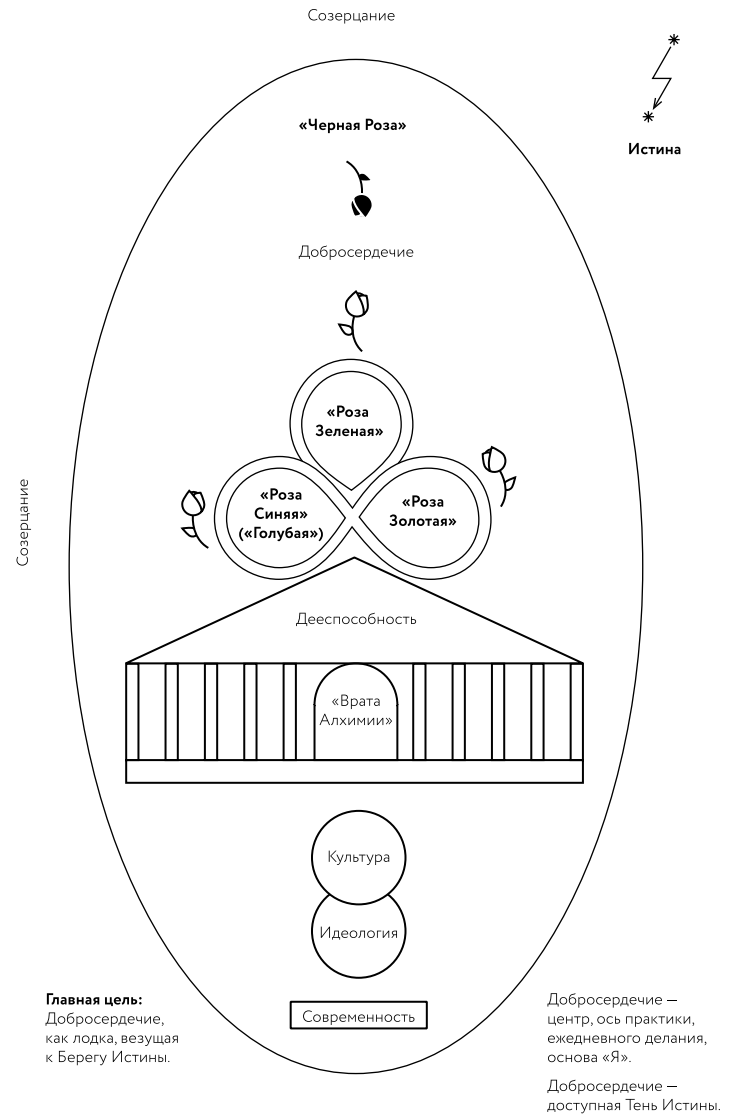 Созерцание
«Черная Роза»
Истина
Добросердечие
«Роза
Зеленая»
Созерцание
«Роза
Синяя»
(«Голубая»)
«Роза
Золотая»
Дееспособность
«Врата
Алхимии»
Культура
Идеология
Современность
Главная цель:
Добросердечие,
как лодка, везущая
к Берегу Истины.
Добросердечие —
центр, ось практики,
ежедневного делания,
основа «Я».
Добросердечие —
доступная Тень Истины.